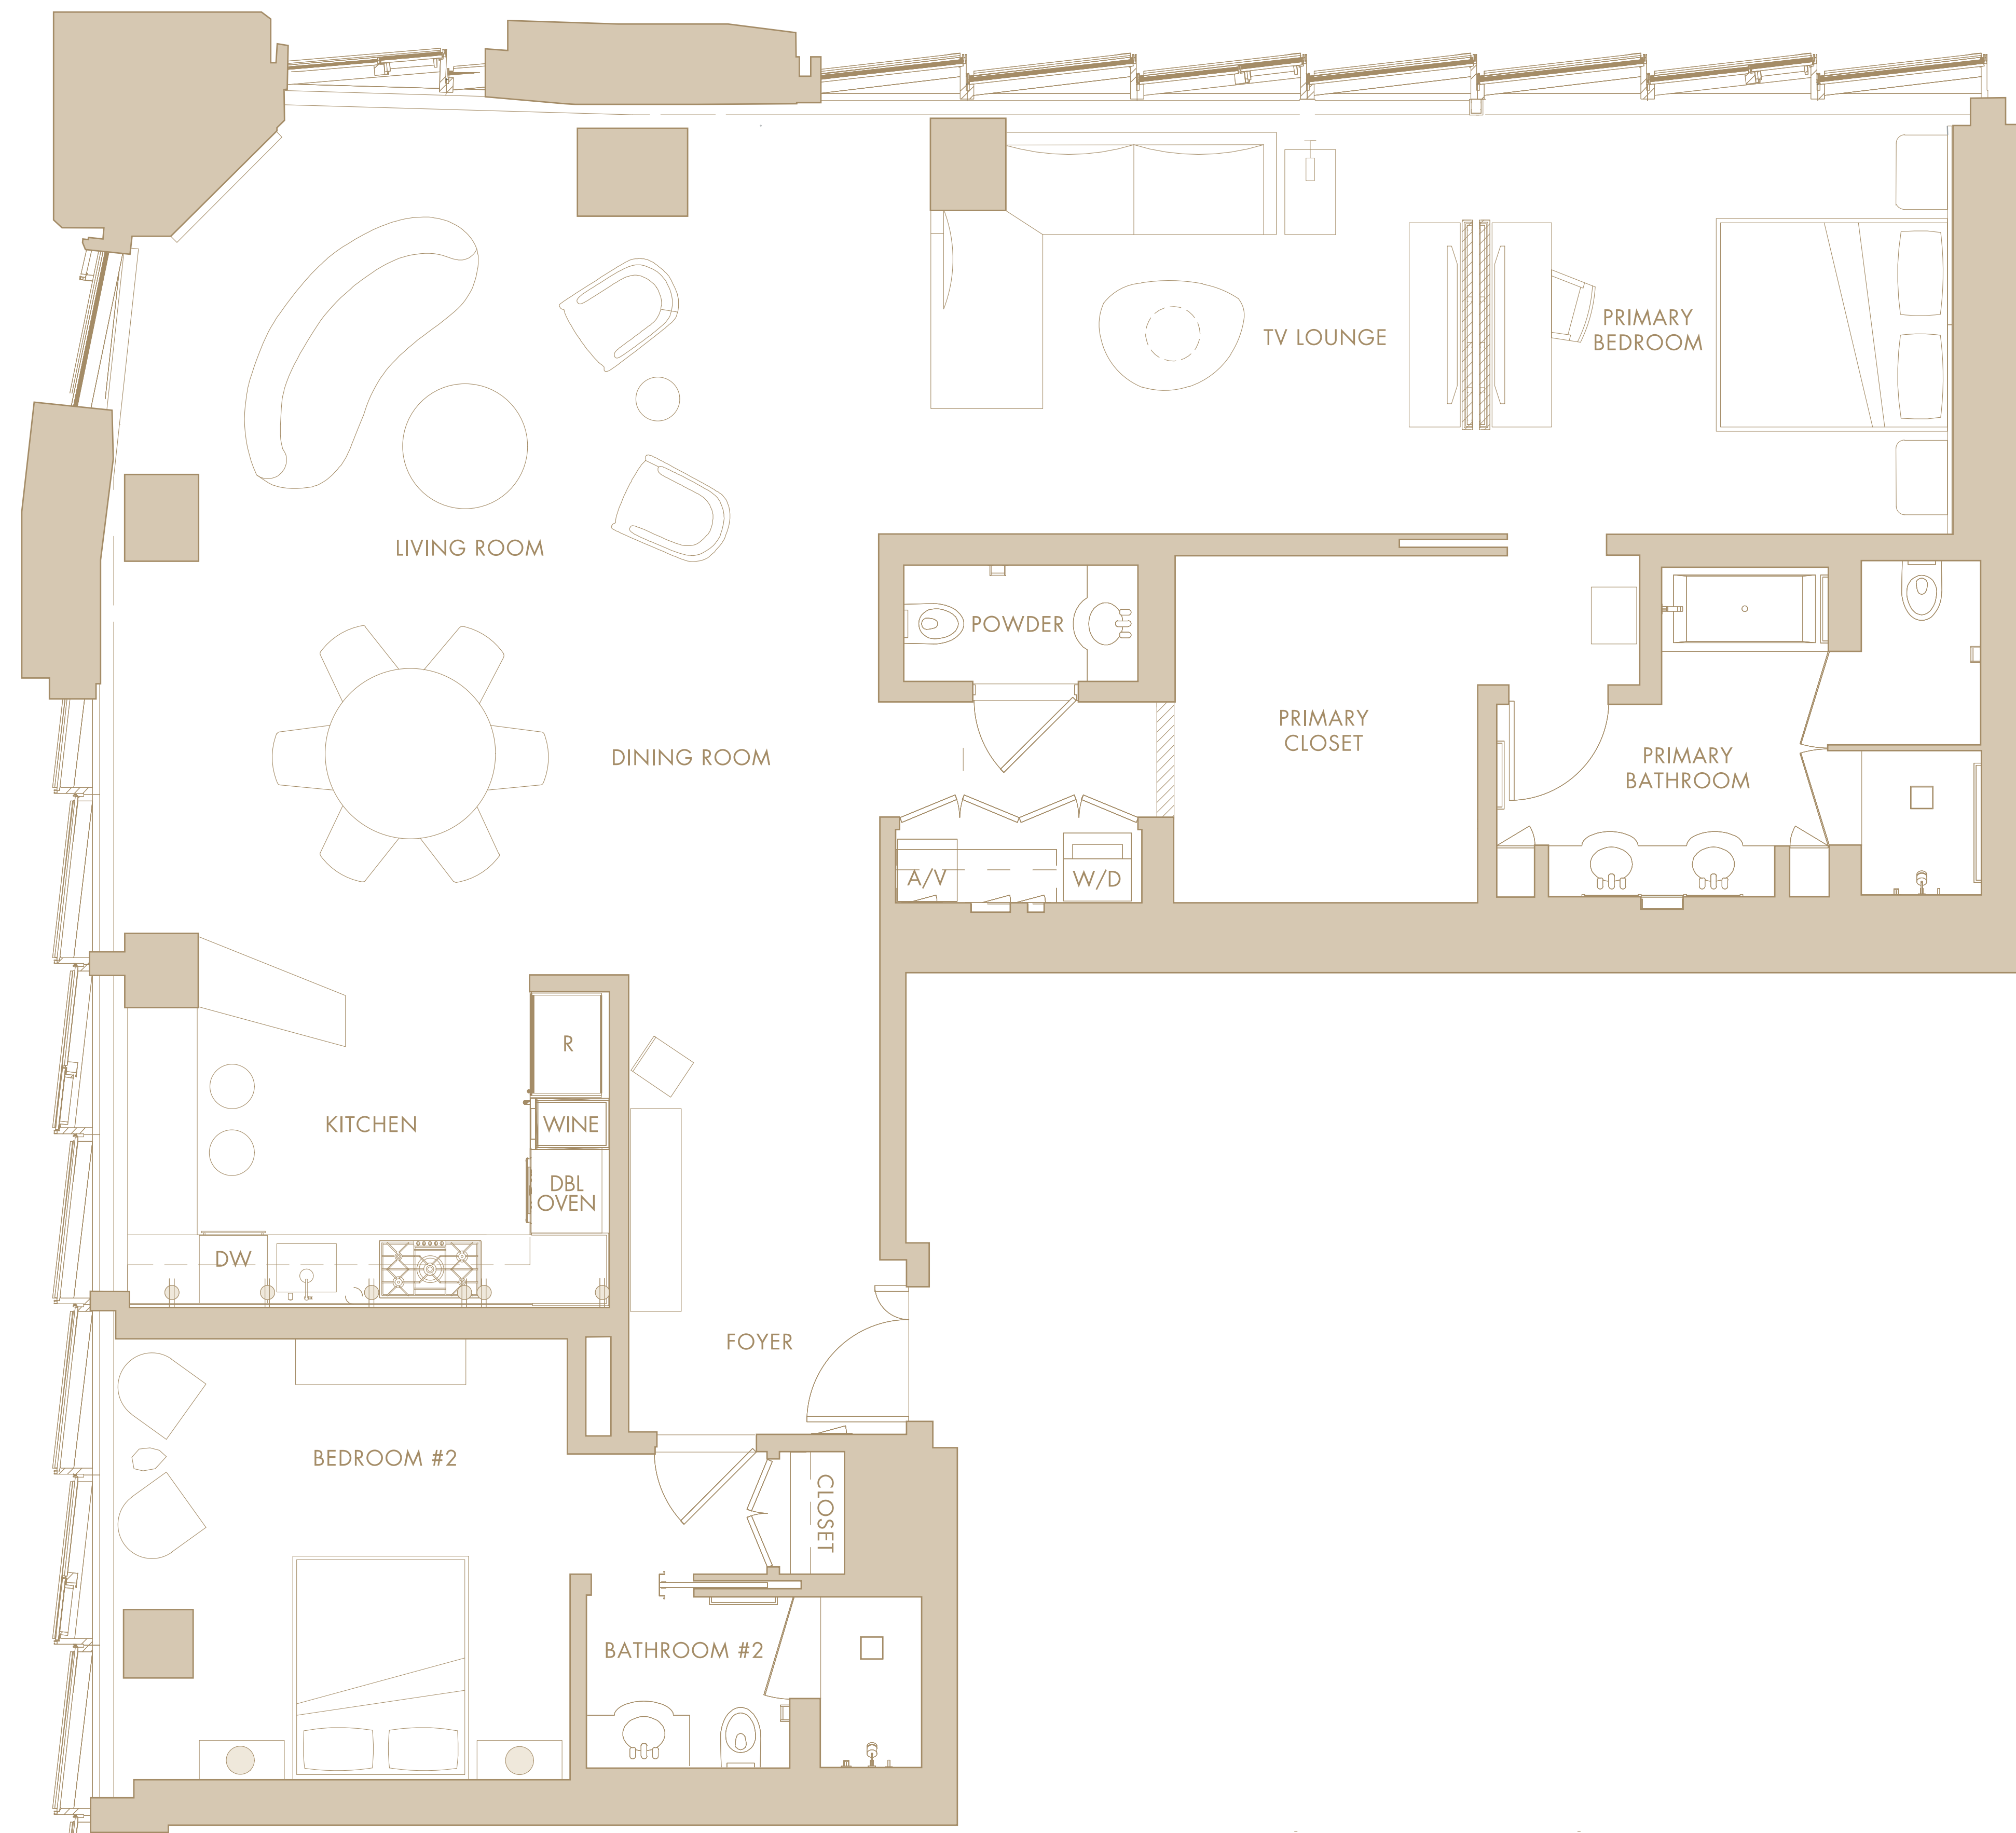 TV LOUNGE
PRIMARY
BEDROOM
LIVING ROOM
POWDER
PRIMARY
CLOSET
DINING ROOM
PRIMARY
BATHROOM
A/V
W/D
R
KITCHEN
WINE
DBL
OVEN
DW
FOYER
BEDROOM #2
CLOSET
BATHROOM #2